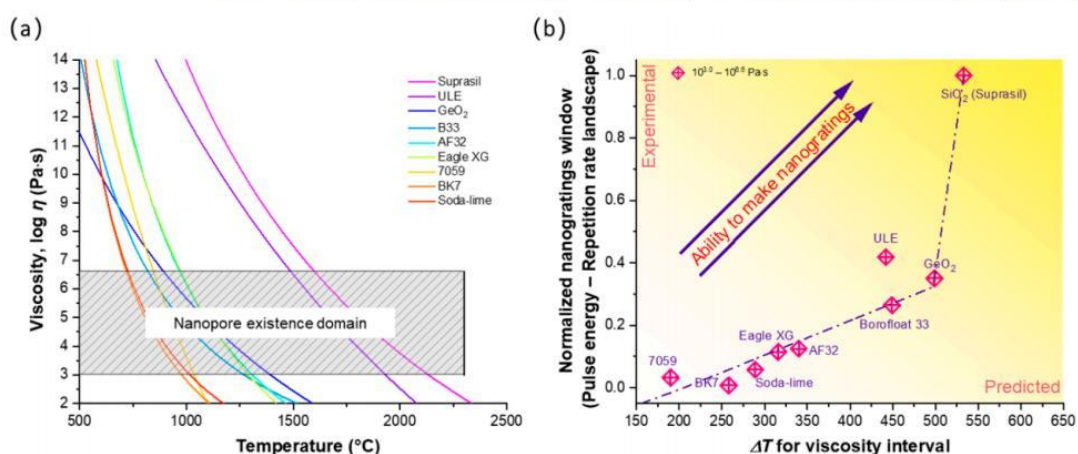 (a)
14
13
12
11
10
9
8
7
6
5
4
3
2
Viscosity, log η (Pa·s)
Suprasil
ULE
GeO₂
B33
AF32
Eagle XG
7059
BK7
Soda-lime
Nanopore existence domain
500
1000
1500
2000
2500
Temperature (°C)
(b)
Normalized nanogratings window
(Pulse energy – Repetition rate landscape)
1.0
0.8
0.6
0.4
0.2
0.0
Experimental
10³·⁰ – 10⁶·⁶ Pa·s
Ability to make nanogratings
SiO₂ (Suprasil)
ULE
GeO₂
Borofloat 33
Eagle XG
AF32
7059
BK7
Soda-lime
Predicted
150 200 250 300 350 400 450 500 550 600 650
ΔT for viscosity interval